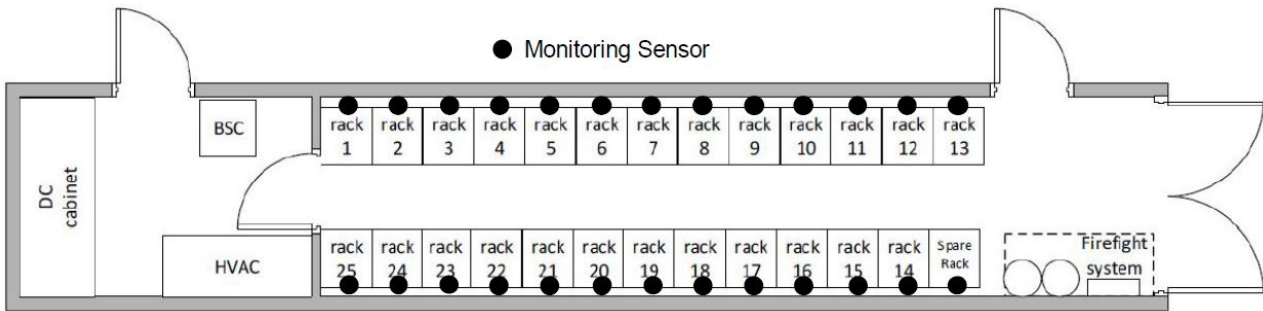 Monitoring Sensor
BSC
rack rack rack rack rack rack rack rack rack rack rack rack rack
1 2 3 4 5 6 7 8 9 10 11 12 13
DC
cabinet
HVAC
rack rack rack rack rack rack rack rack rack rack rack rack Spare
25 24 23 22 21 20 19 18 17 16 15 14 Rack
Firefight
system